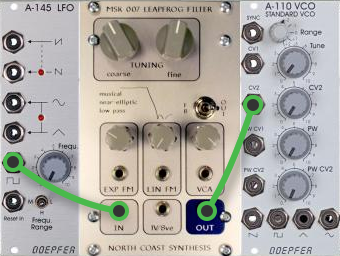 A-145 LFO
Frequ.
Reset In
L
M
H
Frequ.
Range
DOEPFER
MSK 007 LEAPFROG FILTER
TUNING
coarse
fine
musical
near-elliptic
low pass
EXP FM
LIN FM
VCA
IN
1V/8ve
OUT
NORTH COAST SYNTHESIS
A-110 VCO
STANDARD VCO
SYNC
Range
CV1
Tune
CV2
CV2
PW CV1
PW
PW CV2
PW CV2
DOEPFER